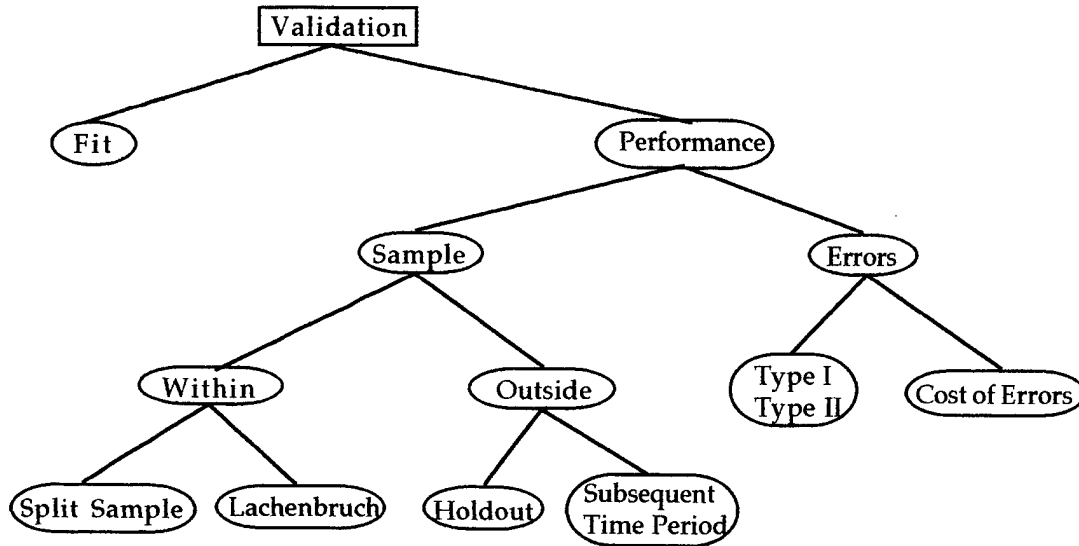 Validation
Fit
Performance
Sample
Errors
Within
Outside
Type I
Type II
Cost of Errors
Split Sample
Lachenbruch
Holdout
Subsequent
Time Period